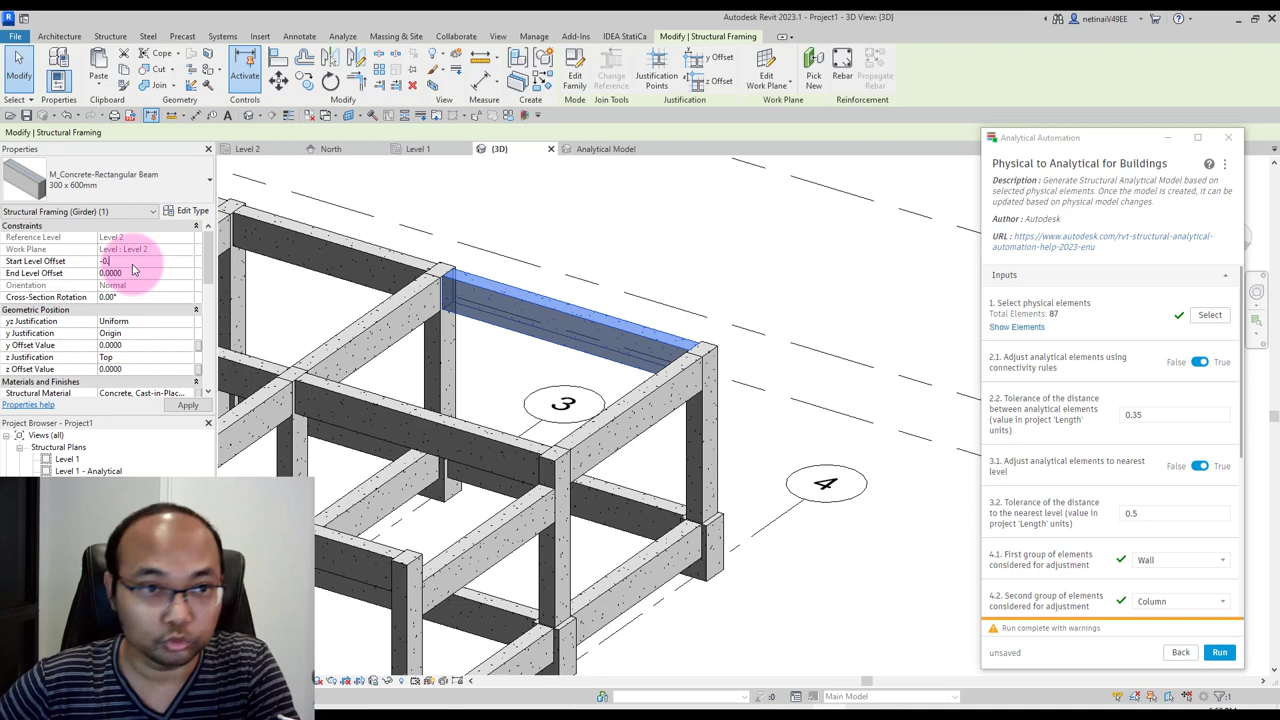 Autodesk Revit 2023.1 - Project1 - 3D View: {3D}
netinaiV49EE
File
Architecture
Structure
Steel
Precast
Systems
Insert
Annotate
Analyze
Massing & Site
Collaborate
View
Manage
Add-Ins
IDEA StatiCa
Modify | Structural Framing
Modify
Properties
Paste
Cope
Cut
Join
Activate
Edit
Family
Change
Reference
Justification
Points
y Offset
z Offset
Edit
Work Plane
Pick
New
Rebar
Propagate
Rebar
Select
Properties
Clipboard
Geometry
Controls
Modify
View
Measure
Create
Mode
Join Tools
Justification
Work Plane
Reinforcement
Modify | Structural Framing
Properties
M_Concrete-Rectangular Beam
300 x 600mm
Structural Framing (Girder) (1)
Edit Type
Constraints
Reference Level Level 2
Work Plane Level : Level 2
Start Level Offset -0.
End Level Offset 0.0000
Orientation Normal
Cross-Section Rotation 0.00°
Geometric Position
yz Justification Uniform
y Justification Origin
y Offset Value 0.0000
z Justification Top
z Offset Value 0.0000
Materials and Finishes
Structural Material Concrete, Cast-in-Plac...
Properties help
Apply
Project Browser - Project1
Views (all)
Structural Plans
Level 1
Level 1 - Analytical
Level 2
North
Level 1
{3D}
Analytical Model
3
4
Analytical Automation
Physical to Analytical for Buildings
Description : Generate Structural Analytical Model based on
selected physical elements. Once the model is created, it can be
updated based on physical model changes.
Author : Autodesk
URL : https://www.autodesk.com/rvt-structural-analytical-
automation-help-2023-enu
Inputs
1. Select physical elements
Total Elements: 87
Show Elements
Select
2.1. Adjust analytical elements using
connectivity rules
False True
2.2. Tolerance of the distance
between analytical elements
(value in project 'Length'
units)
0.35
3.1. Adjust analytical elements to nearest
level
False True
3.2. Tolerance of the distance
to the nearest level (value in
project 'Length' units)
0.5
4.1. First group of elements
considered for adjustment
Wall
4.2. Second group of elements
considered for adjustment
Column
Run complete with warnings
unsaved
Back
Run
:0
Main Model
:1